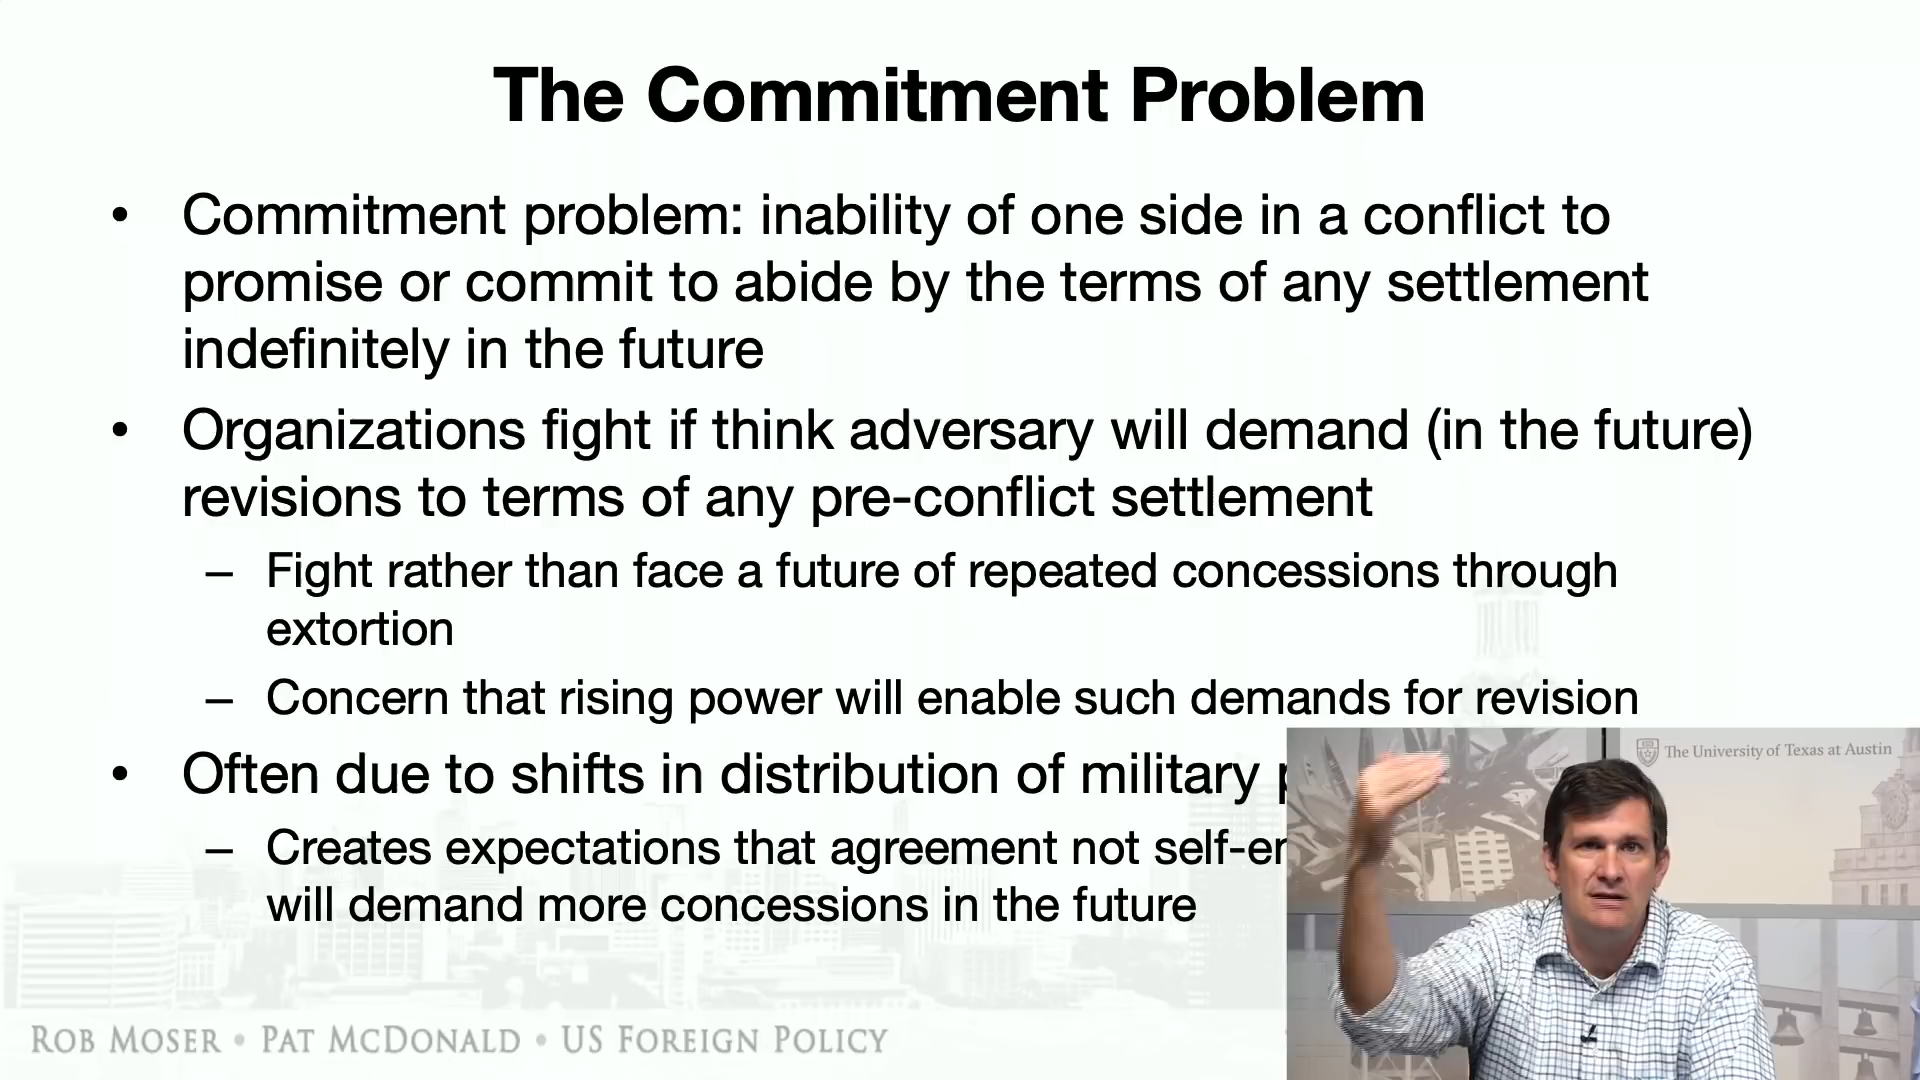 The Commitment Problem
• Commitment problem: inability of one side in a conflict to
promise or commit to abide by the terms of any settlement
indefinitely in the future
• Organizations fight if think adversary will demand (in the future)
revisions to terms of any pre-conflict settlement
– Fight rather than face a future of repeated concessions through
extortion
– Concern that rising power will enable such demands for revision
• Often due to shifts in distribution of military
– Creates expectations that agreement not
will demand more concessions in the future
The University of Texas at Austin
ROB MOSER • PAT MCDONALD • US FOREIGN POLICY